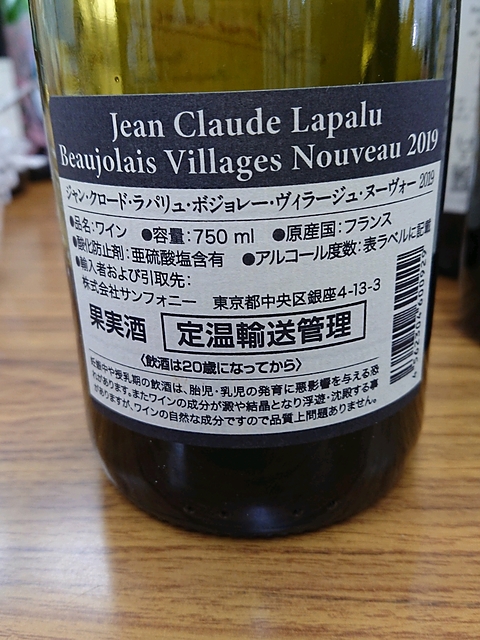 Jean Claude Lapalu
Beaujolais Villages Nouveau 2019
ジャン・クロード・ラパリュ・ボジョレー・ヴィラージュ・ヌーヴォー 2019
●品名:ワイン ●容量:750 ml ●原産国:フランス
●酸化防止剤:亜硫酸塩含有 ●アルコール度数:表ラベルに記載
●輸入者および引取先:
株式会社サンフォニー 東京都中央区銀座4-13-3
果実酒 定温輸送管理
〈飲酒は20歳になってから〉
妊娠中や授乳期の飲酒は、胎児・乳児の発育に悪影響を与える恐
れがあります。またワインの成分が澱や結晶となり浮遊・沈殿する事
がありますが、ワインの自然な成分ですので品質上問題ありません。